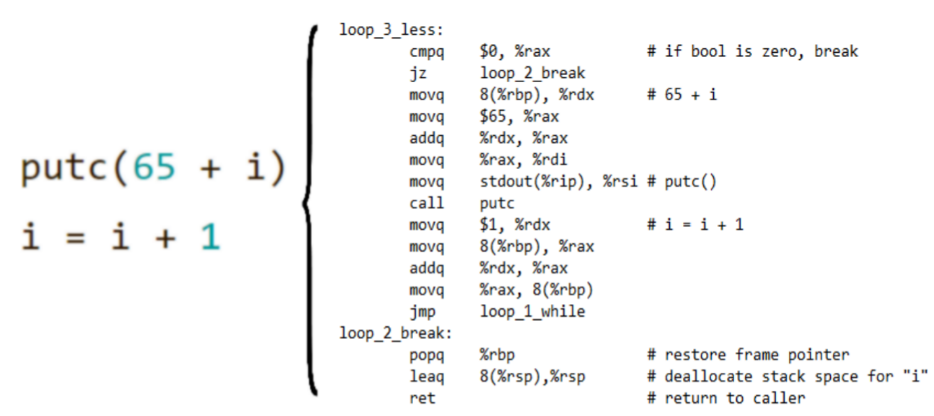 putc(65 + i)
i = i + 1
loop_3_less:
cmpq $0, %rax # if bool is zero, break
jz loop_2_break
movq 8(%rbp), %rdx # 65 + i
movq $65, %rax
addq %rdx, %rax
movq %rax, %rdi
movq stdout(%rip), %rsi # putc()
call putc
movq $1, %rdx # i = i + 1
movq 8(%rbp), %rax
addq %rdx, %rax
movq %rax, 8(%rbp)
jmp loop_1_while
loop_2_break:
popq %rbp # restore frame pointer
leaq 8(%rsp),%rsp # deallocate stack space for "i"
ret # return to caller